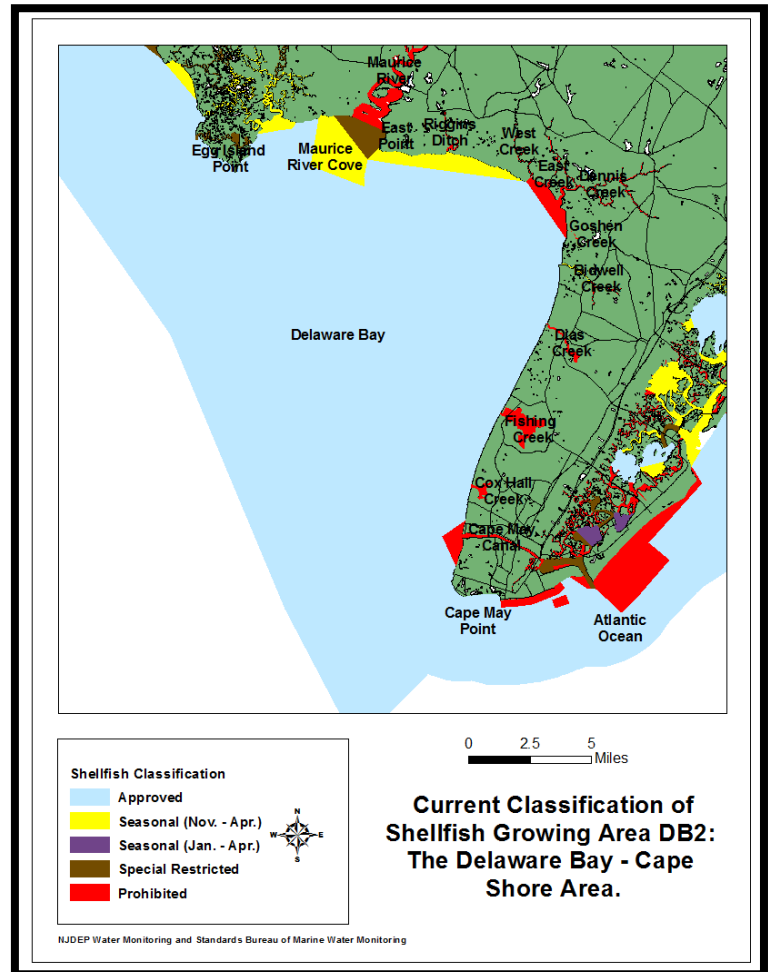 Maurice
River
Egg Island
Point
Maurice
River Cove
East
Point
Riggins
Ditch
West
Creek
East
Creek
Dennis
Creek
Goshen
Creek
Bidwell
Creek
Delaware Bay
Dias
Creek
Fishing
Creek
Cox Hall
Creek
Cape May
Canal
Cape May
Point
Atlantic
Ocean
0 2.5 5
Miles
Shellfish Classification
Approved
Seasonal (Nov. - Apr.)
Seasonal (Jan. - Apr.)
Special Restricted
Prohibited
N
W E
S
Current Classification of
Shellfish Growing Area DB2:
The Delaware Bay - Cape
Shore Area.
NJDEP Water Monitoring and Standards Bureau of Marine Water Monitoring